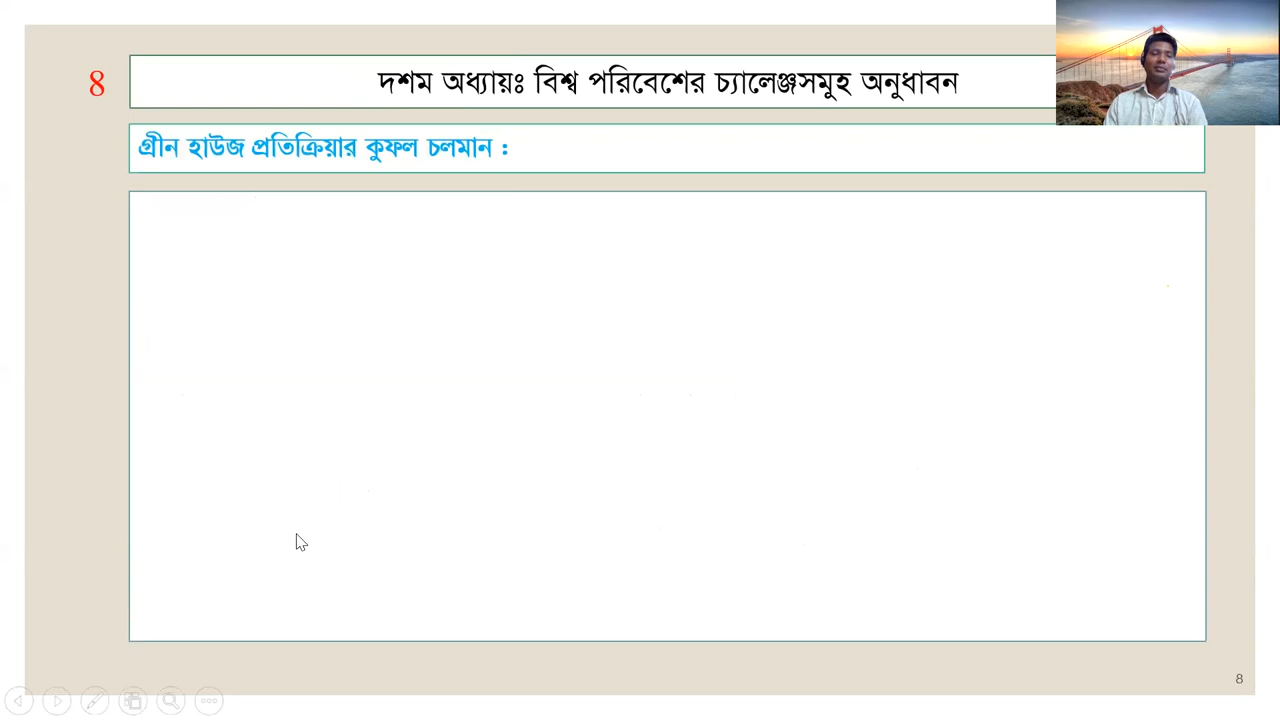 8
দশম অধ্যায়ঃ বিশ্ব পরিবেশের চ্যালেঞ্জসমুহ অনুধাবন
গ্রীন হাউজ প্রতিক্রিয়ার কুফল চলমান :
8